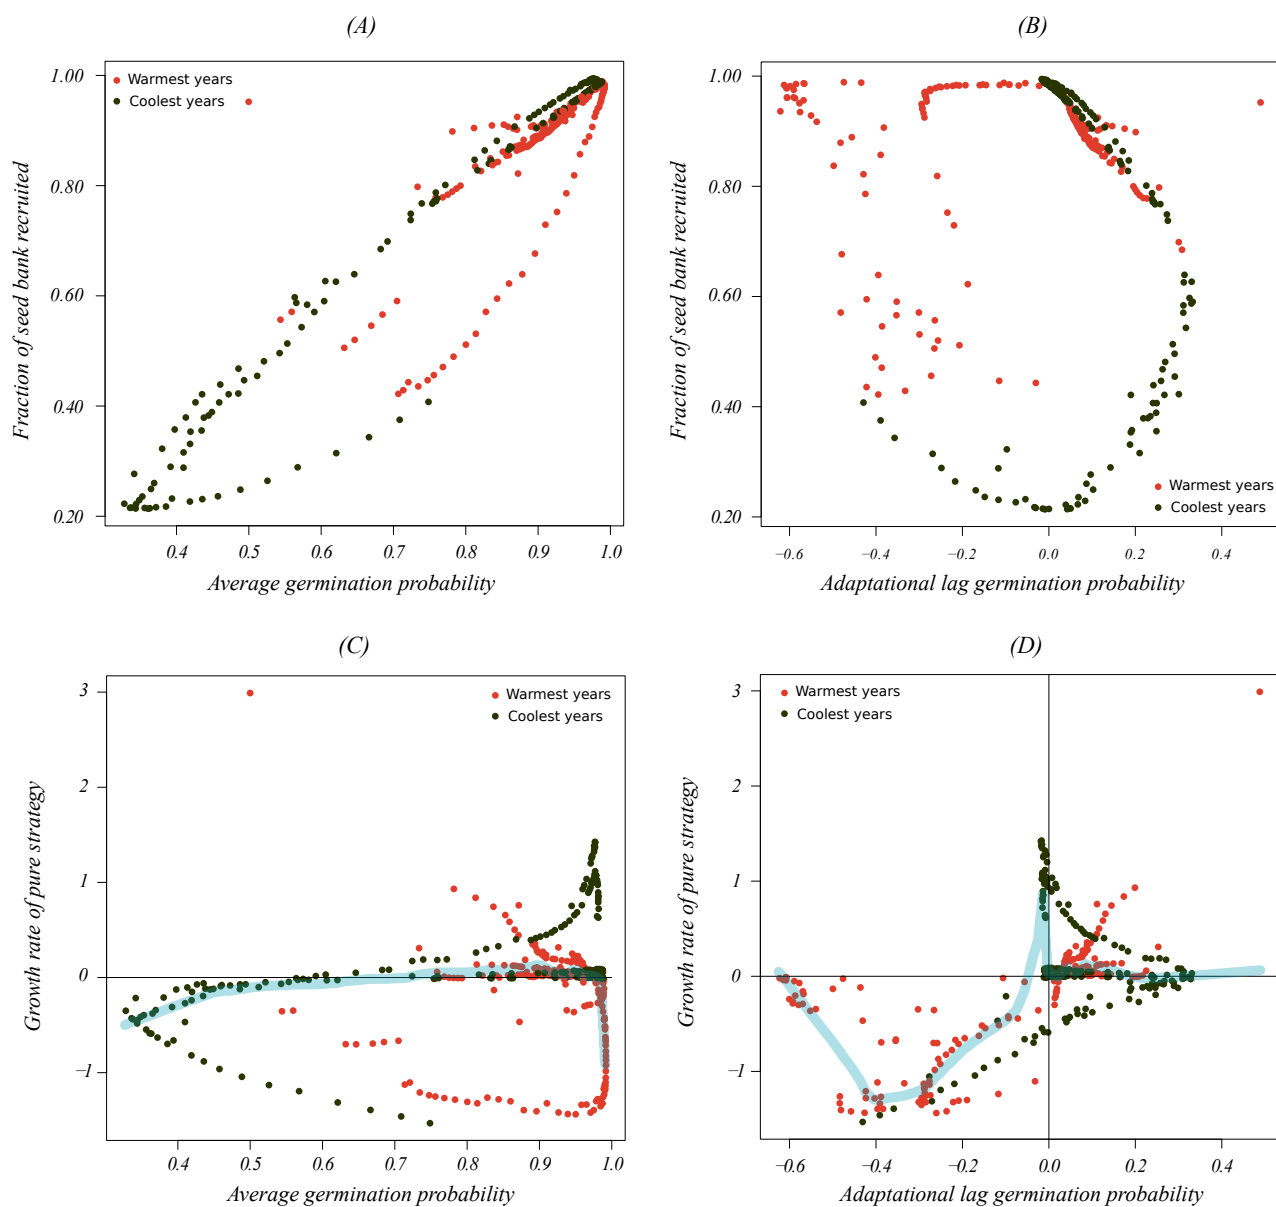 (A)
(B)
Warmest years
Coolest years
1.00
0.80
0.60
0.40
0.20
Fraction of seed bank recruited
0.4 0.5 0.6 0.7 0.8 0.9 1.0
Average germination probability
1.00
0.80
0.60
0.40
0.20
Fraction of seed bank recruited
Warmest years
Coolest years
−0.6 −0.4 −0.2 0.0 0.2 0.4
Adaptational lag germination probability
(C)
(D)
Warmest years
Coolest years
3
2
1
0
−1
Growth rate of pure strategy
0.4 0.5 0.6 0.7 0.8 0.9 1.0
Average germination probability
Warmest years
Coolest years
3
2
1
0
−1
Growth rate of pure strategy
−0.6 −0.4 −0.2 0.0 0.2 0.4
Adaptational lag germination probability